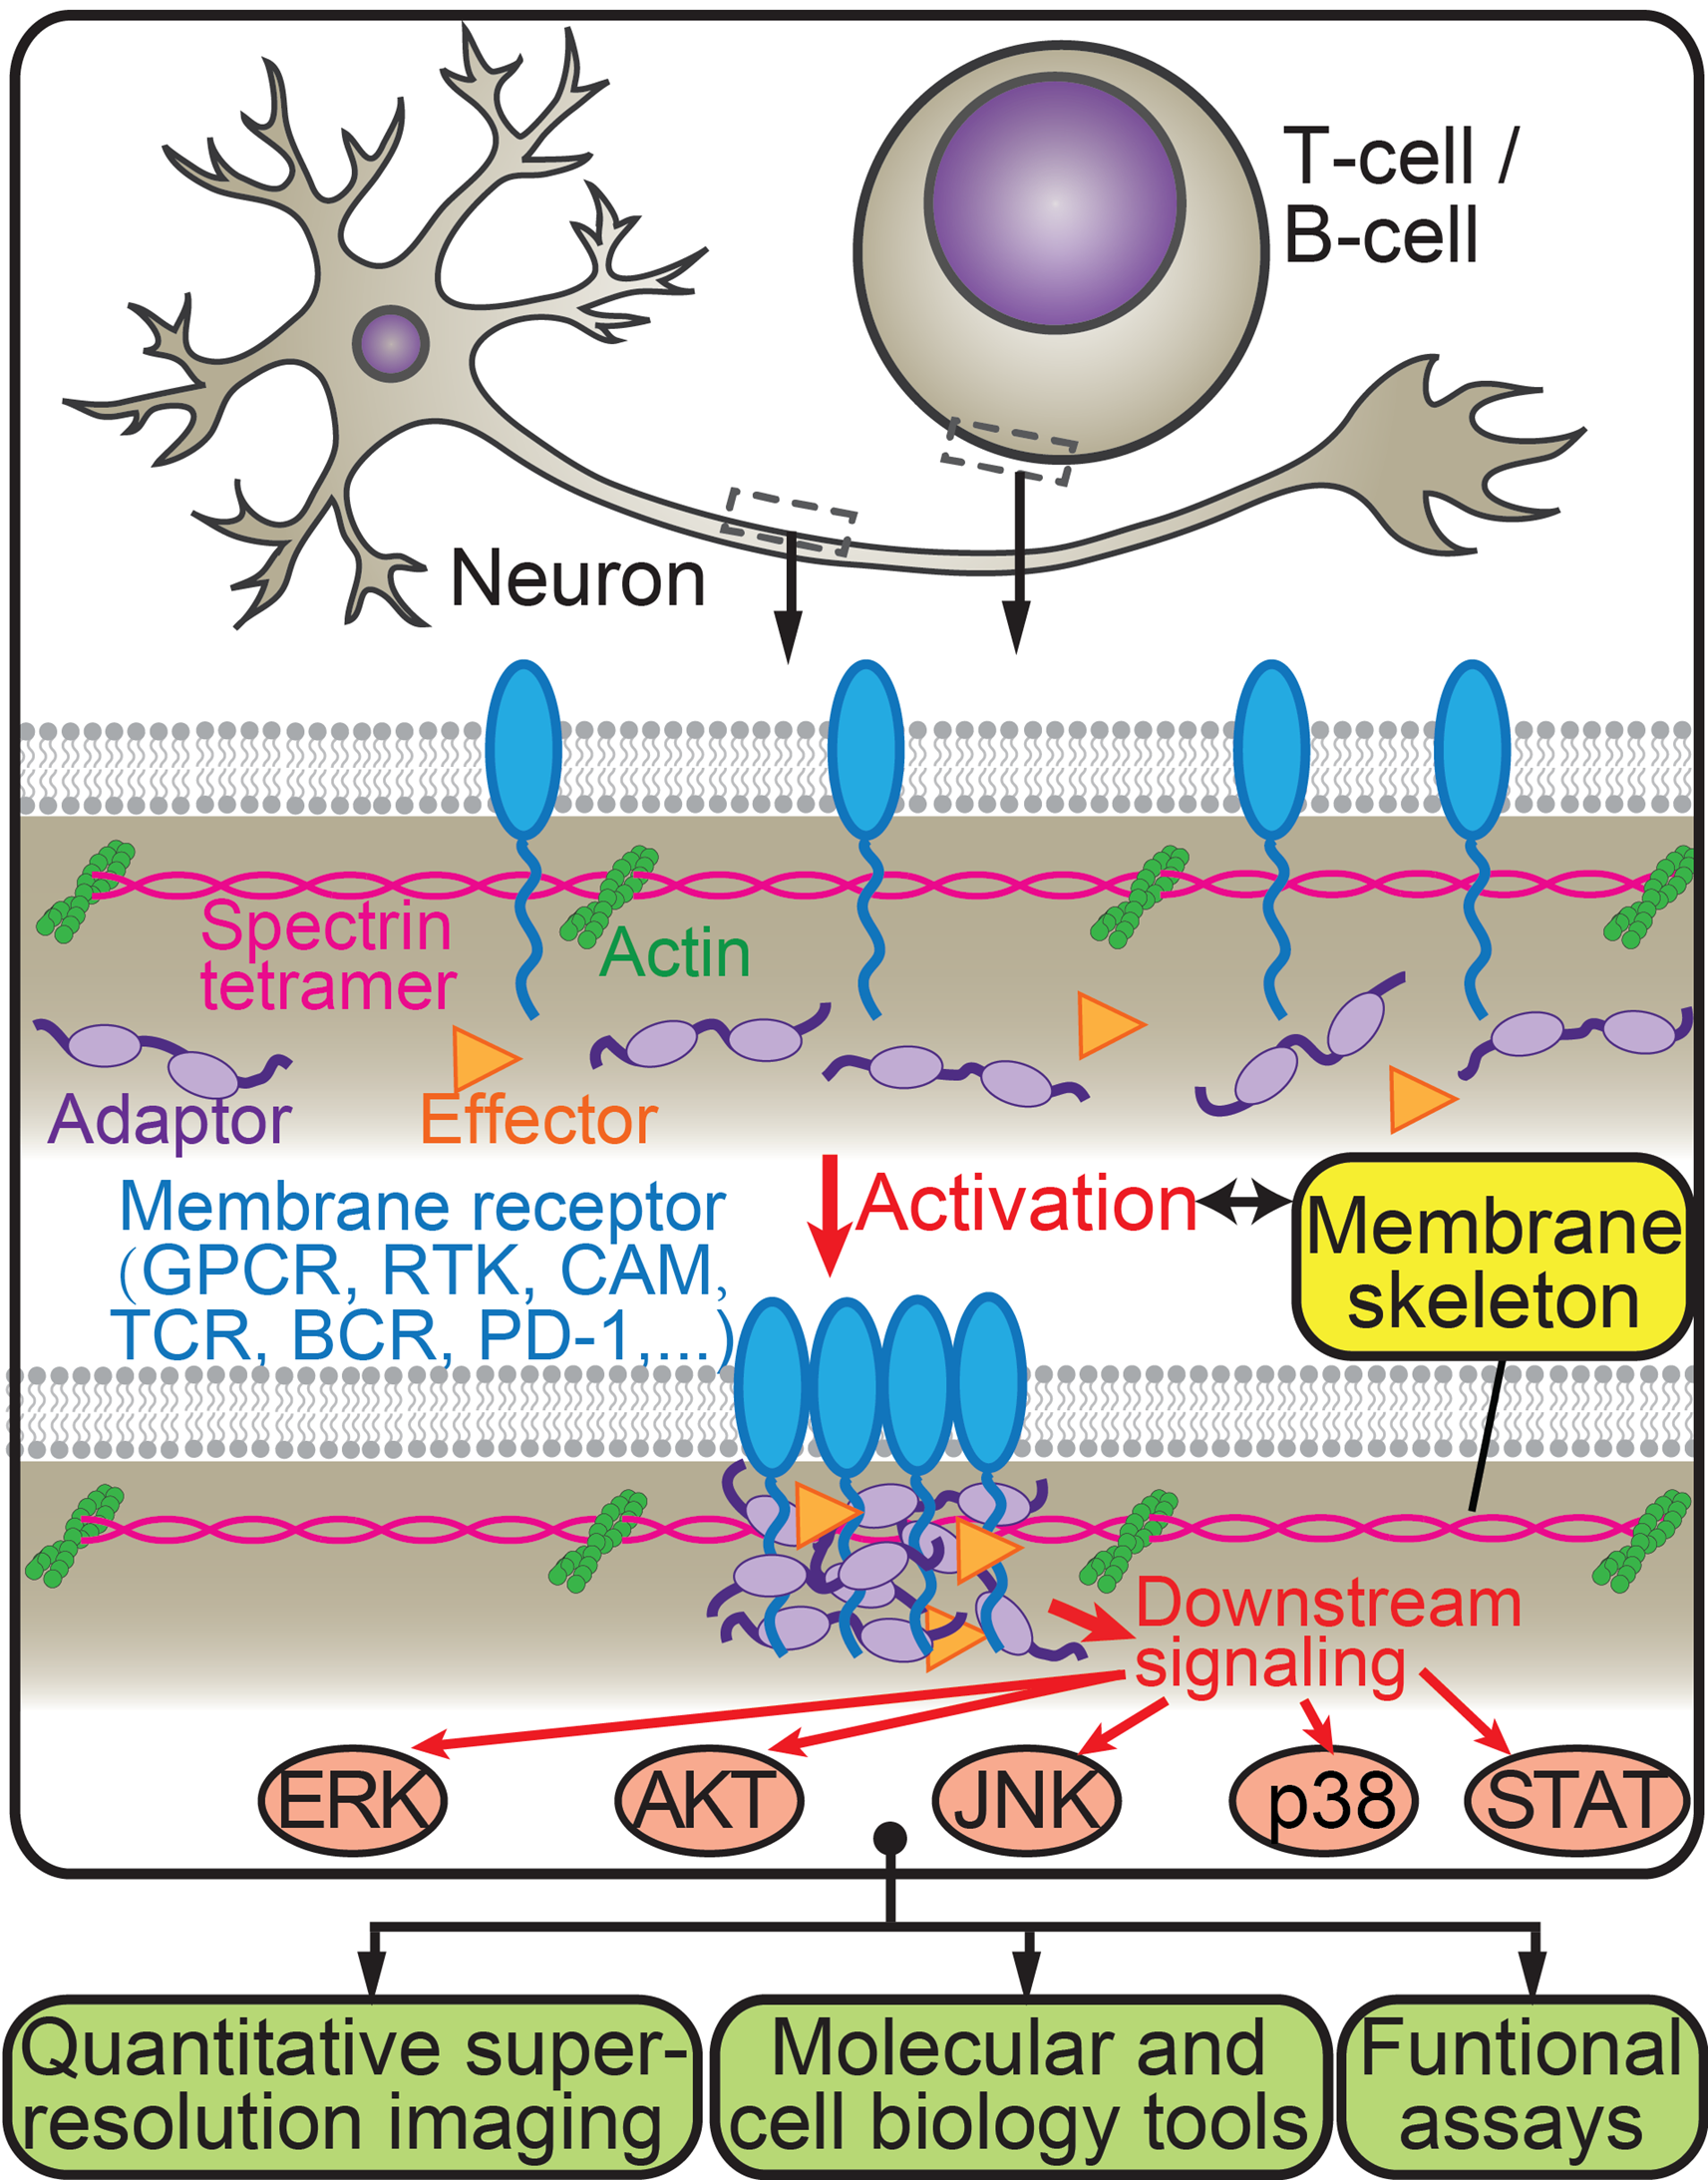 T-cell /
B-cell
Neuron
Spectrin
tetramer
Actin
Adaptor
Effector
Membrane receptor
(GPCR, RTK, CAM,
TCR, BCR, PD-1,...)
Activation
Membrane
skeleton
Downstream
signaling
ERK
AKT
JNK
p38
STAT
Quantitative super-
resolution imaging
Molecular and
cell biology tools
Funtional
assays